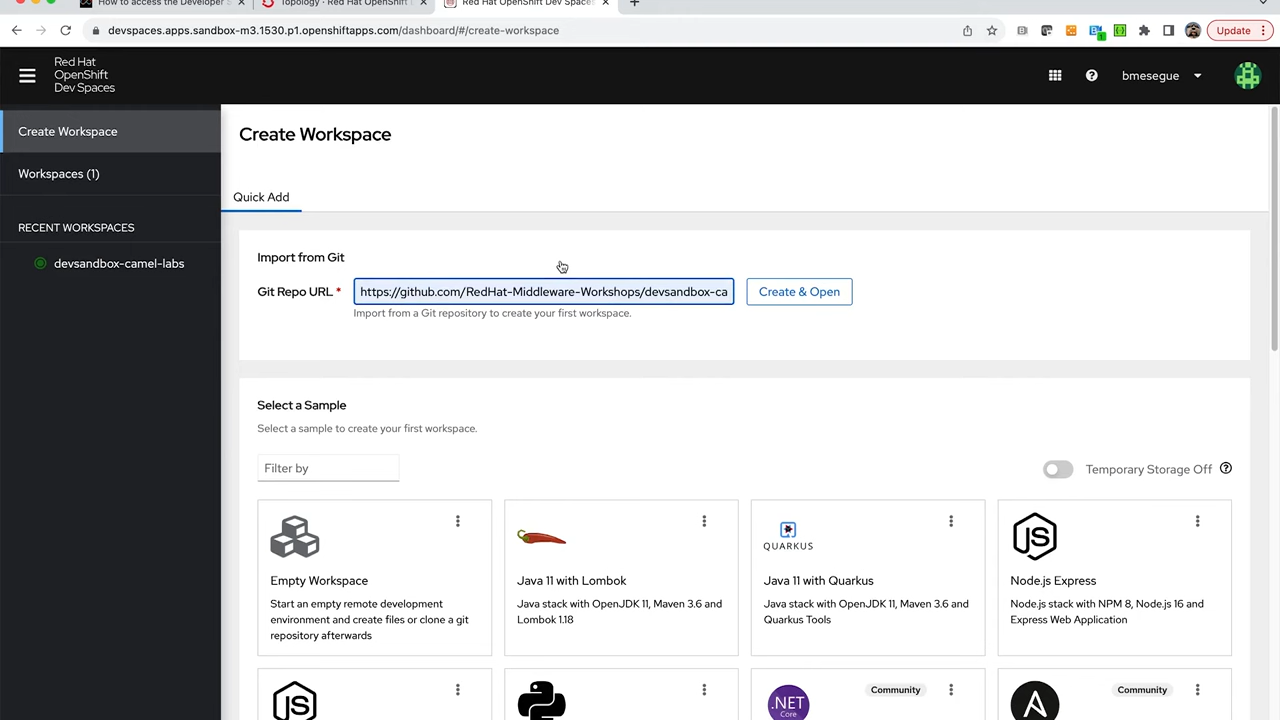 How to access the Developer S
Topology · Red Hat OpenShift
Red Hat OpenShift Dev Spaces
devspaces.apps.sandbox-m3.1530.p1.openshiftapps.com/dashboard/#/create-workspace
Update
Red Hat
OpenShift
Dev Spaces
bmesegue
Create Workspace
Workspaces (1)
RECENT WORKSPACES
devsandbox-camel-labs
Create Workspace
Quick Add
Import from Git
Git Repo URL *
https://github.com/RedHat-Middleware-Workshops/devsandbox-ca
Create & Open
Import from a Git repository to create your first workspace.
Select a Sample
Select a sample to create your first workspace.
Filter by
Temporary Storage Off
Empty Workspace
Start an empty remote development
environment and create files or clone a git
repository afterwards
Java 11 with Lombok
Java stack with OpenJDK 11, Maven 3.6 and
Lombok 1.18
QUARKUS
Java 11 with Quarkus
Java stack with OpenJDK 11, Maven 3.6 and
Quarkus Tools
JS
Node.js Express
Node.js stack with NPM 8, Node.js 16 and
Express Web Application
JS
.NET
Core
Community
A
Community